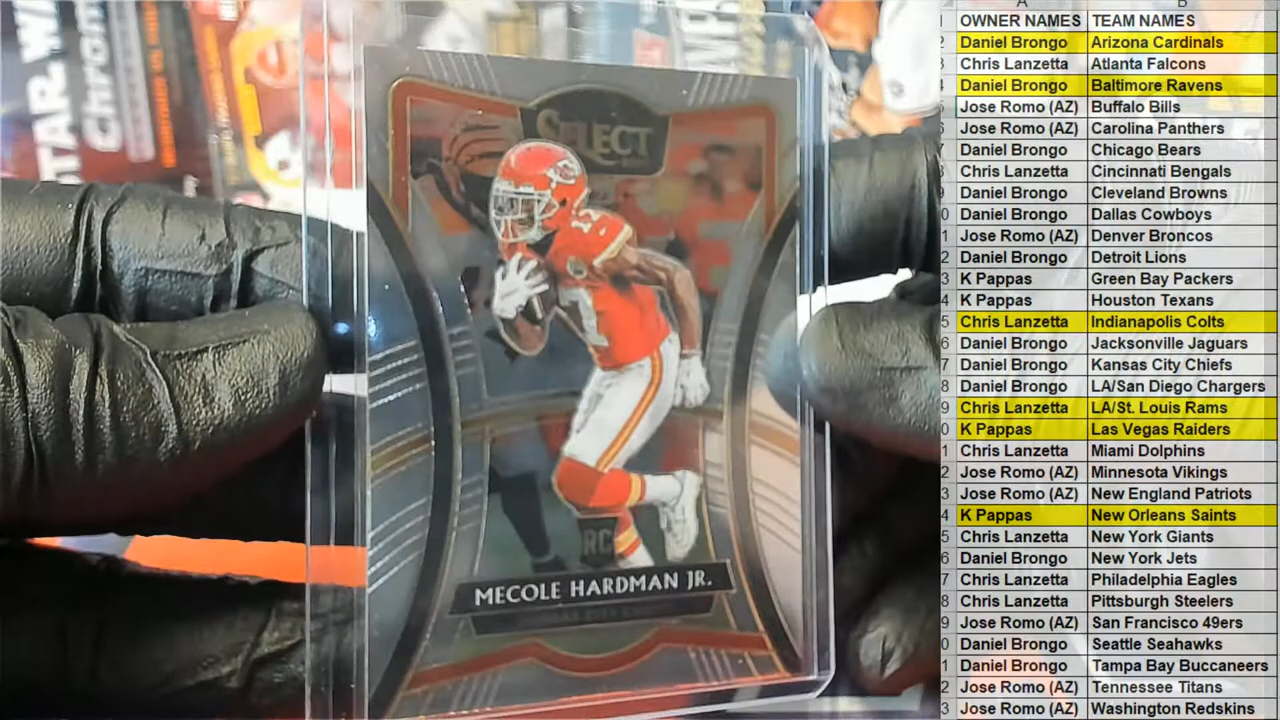 STAR WA
Chrome
SELECT
17
RC
MECOLE HARDMAN JR.
A B
OWNER NAMES TEAM NAMES
Daniel Brongo Arizona Cardinals
Chris Lanzetta Atlanta Falcons
Daniel Brongo Baltimore Ravens
Jose Romo (AZ) Buffalo Bills
Jose Romo (AZ) Carolina Panthers
Daniel Brongo Chicago Bears
Chris Lanzetta Cincinnati Bengals
Daniel Brongo Cleveland Browns
Daniel Brongo Dallas Cowboys
Jose Romo (AZ) Denver Broncos
Daniel Brongo Detroit Lions
K Pappas Green Bay Packers
K Pappas Houston Texans
Chris Lanzetta Indianapolis Colts
Daniel Brongo Jacksonville Jaguars
Daniel Brongo Kansas City Chiefs
Daniel Brongo LA/San Diego Chargers
Chris Lanzetta LA/St. Louis Rams
K Pappas Las Vegas Raiders
Chris Lanzetta Miami Dolphins
Jose Romo (AZ) Minnesota Vikings
Jose Romo (AZ) New England Patriots
K Pappas New Orleans Saints
Chris Lanzetta New York Giants
Daniel Brongo New York Jets
Chris Lanzetta Philadelphia Eagles
Chris Lanzetta Pittsburgh Steelers
Jose Romo (AZ) San Francisco 49ers
Daniel Brongo Seattle Seahawks
Daniel Brongo Tampa Bay Buccaneers
Jose Romo (AZ) Tennessee Titans
Jose Romo (AZ) Washington Redskins